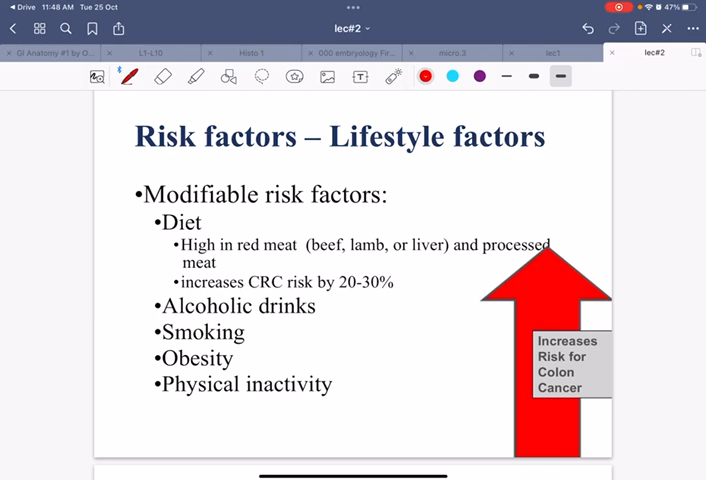 Drive 11:48 AM Tue 25 Oct
47%
lec#2
GI Anatomy #1 by O...
L1-L10
Histo 1
000 embryology Fir...
micro.3
lec1
lec#2
Risk factors – Lifestyle factors
•Modifiable risk factors:
•Diet
•High in red meat (beef, lamb, or liver) and processed
meat
•increases CRC risk by 20-30%
•Alcoholic drinks
•Smoking
•Obesity
•Physical inactivity
Increases
Risk for
Colon
Cancer